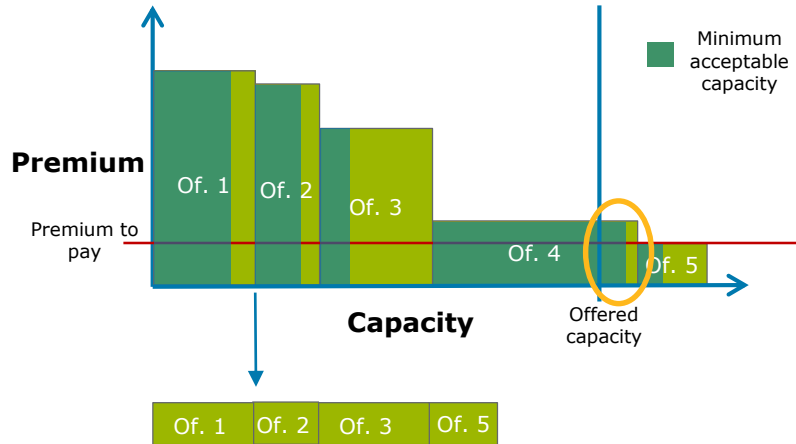 Minimum
acceptable
capacity
Premium
Of. 1
Of. 2
Of. 3
Premium to
pay
Of. 4
Of. 5
Capacity
Offered
capacity
Of. 1
Of. 2
Of. 3
Of. 5